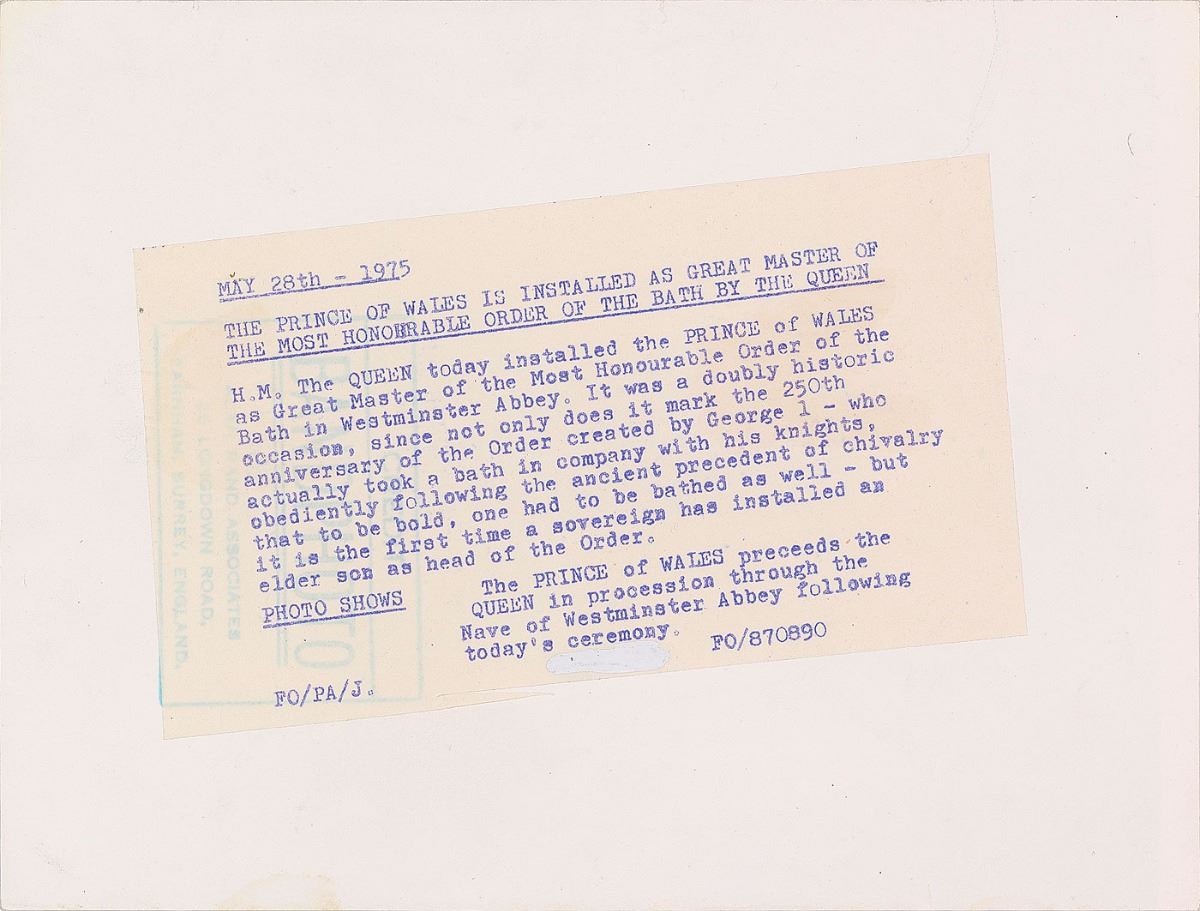 MAY 28th - 1975
THE PRINCE OF WALES IS INSTALLED AS GREAT MASTER OF
THE MOST HONOURABLE ORDER OF THE BATH BY THE QUEEN
H.M. The QUEEN today installed the PRINCE of WALES
as Great Master of the Most Honourable Order of the
Bath in Westminster Abbey. It was a doubly historic
occasion, since not only does it mark the 250th
anniversary of the Order created by George 1 - who
actually took a bath in company with his knights,
obediently following the ancient precedent of chivalry
that to be bold, one had to be bathed as well - but
it is the first time a sovereign has installed an
elder son as head of the Order.
PHOTO SHOWS
The PRINCE of WALES preceeds the
QUEEN in procession through the
Nave of Westminster Abbey following
today's ceremony.
FO/870890
FO/PA/J.
AND ASSOCIATES
LONGDOWN ROAD,
FARNHAM, SURREY, ENGLAND.